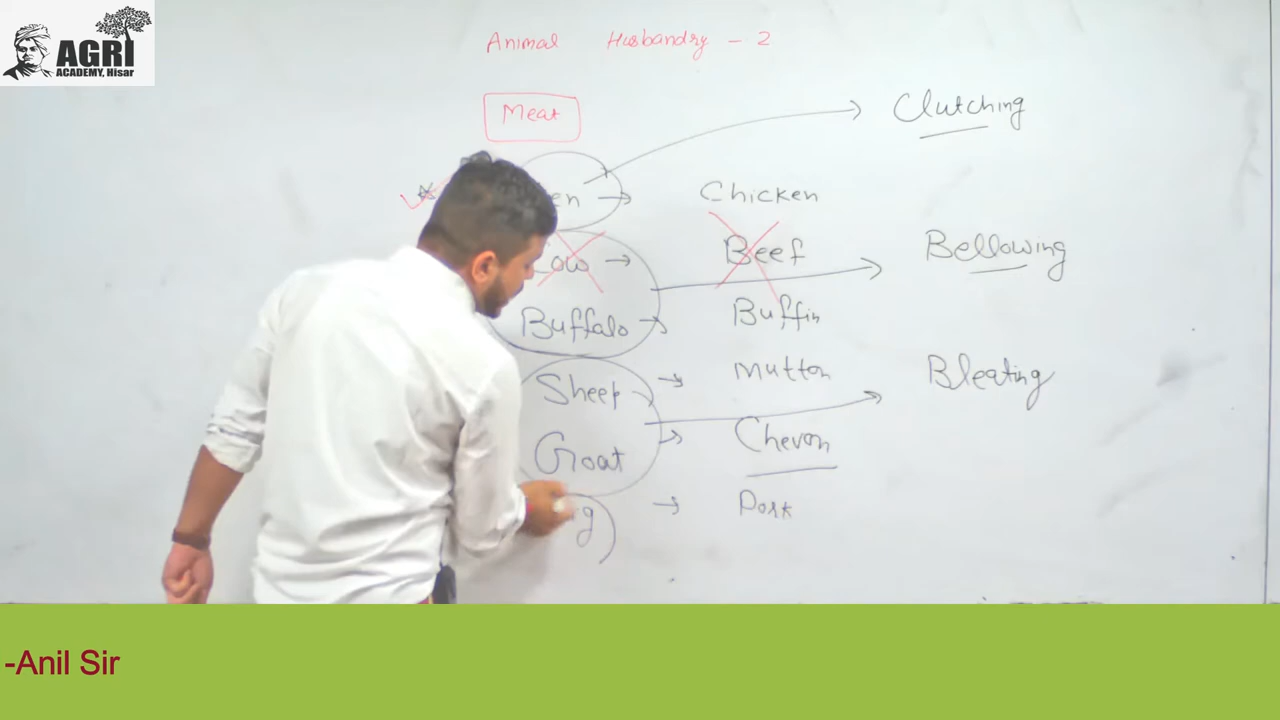 AGRI
ACADEMY, Hisar
Animal Husbandry - 2
Meat
Clutching
Chicken
Beef
Bellowing
Buffalo → Buffin
Sheep → Mutton
Bleating
Goat → Chevon
→ Pork
-Anil Sir